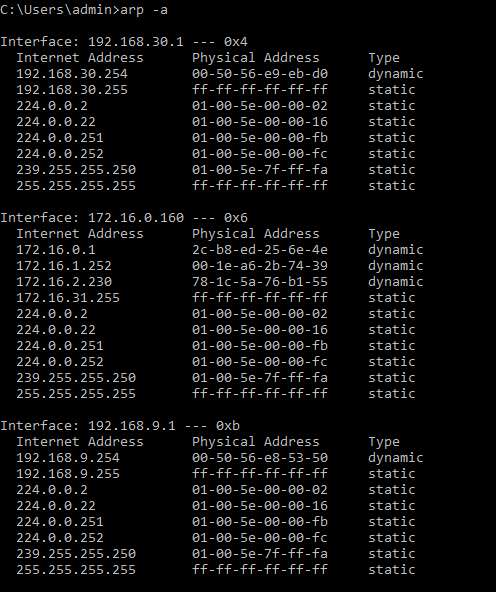 C:\Users\admin>arp -a
Interface: 192.168.30.1 --- 0x4
Internet Address Physical Address Type
192.168.30.254 00-50-56-e9-eb-d0 dynamic
192.168.30.255 ff-ff-ff-ff-ff-ff static
224.0.0.2 01-00-5e-00-00-02 static
224.0.0.22 01-00-5e-00-00-16 static
224.0.0.251 01-00-5e-00-00-fb static
224.0.0.252 01-00-5e-00-00-fc static
239.255.255.250 01-00-5e-7f-ff-fa static
255.255.255.255 ff-ff-ff-ff-ff-ff static
Interface: 172.16.0.160 --- 0x6
Internet Address Physical Address Type
172.16.0.1 2c-b8-ed-25-6e-4e dynamic
172.16.1.252 00-1e-a6-2b-74-39 dynamic
172.16.2.230 78-1c-5a-76-b1-55 dynamic
172.16.31.255 ff-ff-ff-ff-ff-ff static
224.0.0.2 01-00-5e-00-00-02 static
224.0.0.22 01-00-5e-00-00-16 static
224.0.0.251 01-00-5e-00-00-fb static
224.0.0.252 01-00-5e-00-00-fc static
239.255.255.250 01-00-5e-7f-ff-fa static
255.255.255.255 ff-ff-ff-ff-ff-ff static
Interface: 192.168.9.1 --- 0xb
Internet Address Physical Address Type
192.168.9.254 00-50-56-e8-53-50 dynamic
192.168.9.255 ff-ff-ff-ff-ff-ff static
224.0.0.2 01-00-5e-00-00-02 static
224.0.0.22 01-00-5e-00-00-16 static
224.0.0.251 01-00-5e-00-00-fb static
224.0.0.252 01-00-5e-00-00-fc static
239.255.255.250 01-00-5e-7f-ff-fa static
255.255.255.255 ff-ff-ff-ff-ff-ff static